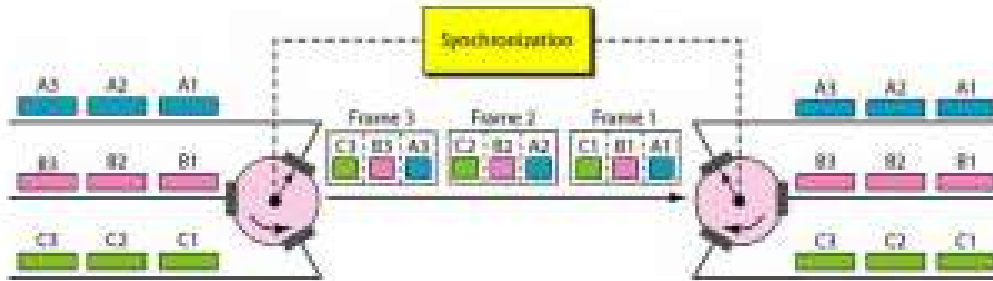 Synchronization
A3 A2 A1
A3 A2 A1
Frame 3 Frame 2 Frame 1
C3 B3 A3 C2 B2 A2 C1 B1 A1
B3 B2 B1
B3 B2 B1
C3 C2 C1
C3 C2 C1